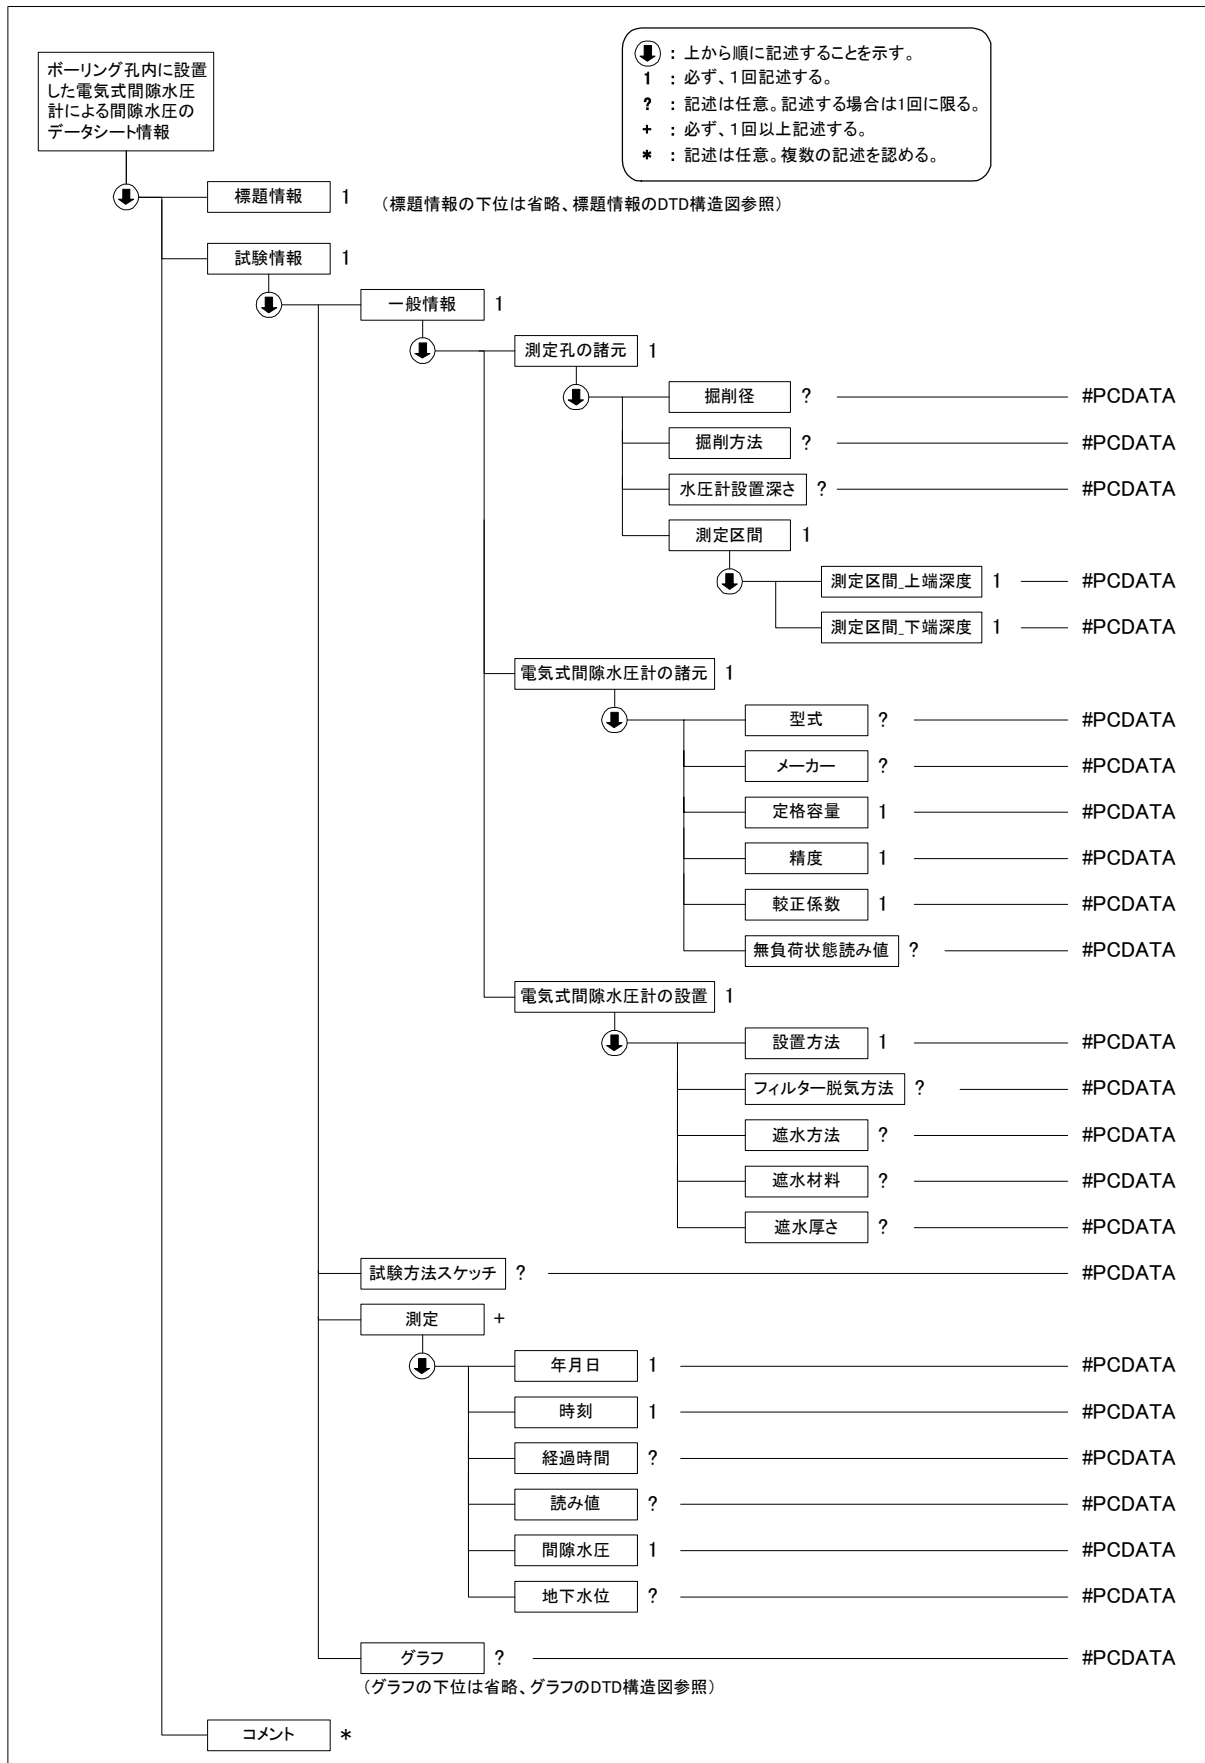 ボーリング孔内に設置
した電気式間隙水圧
計による間隙水圧の
データシート情報
： 上から順に記述することを示す。
1 ： 必ず、1回記述する。
? ： 記述は任意。記述する場合は1回に限る。
+ ： 必ず、1回以上記述する。
* ： 記述は任意。複数の記述を認める。
標題情報 1 （標題情報の下位は省略、標題情報のDTD構造図参照）
試験情報 1
一般情報 1
測定孔の諸元 1
掘削径 ? #PCDATA
掘削方法 ? #PCDATA
水圧計設置深さ ? #PCDATA
測定区間 1
測定区間_上端深度 1 #PCDATA
測定区間_下端深度 1 #PCDATA
電気式間隙水圧計の諸元 1
型式 ? #PCDATA
メーカー ? #PCDATA
定格容量 1 #PCDATA
精度 1 #PCDATA
較正係数 1 #PCDATA
無負荷状態読み値 ? #PCDATA
電気式間隙水圧計の設置 1
設置方法 1 #PCDATA
フィルター脱気方法 ? #PCDATA
遮水方法 ? #PCDATA
遮水材料 ? #PCDATA
遮水厚さ ? #PCDATA
試験方法スケッチ ? #PCDATA
測定 +
年月日 1 #PCDATA
時刻 1 #PCDATA
経過時間 ? #PCDATA
読み値 ? #PCDATA
間隙水圧 1 #PCDATA
地下水位 ? #PCDATA
グラフ ? #PCDATA
（グラフの下位は省略、グラフのDTD構造図参照）
コメント *